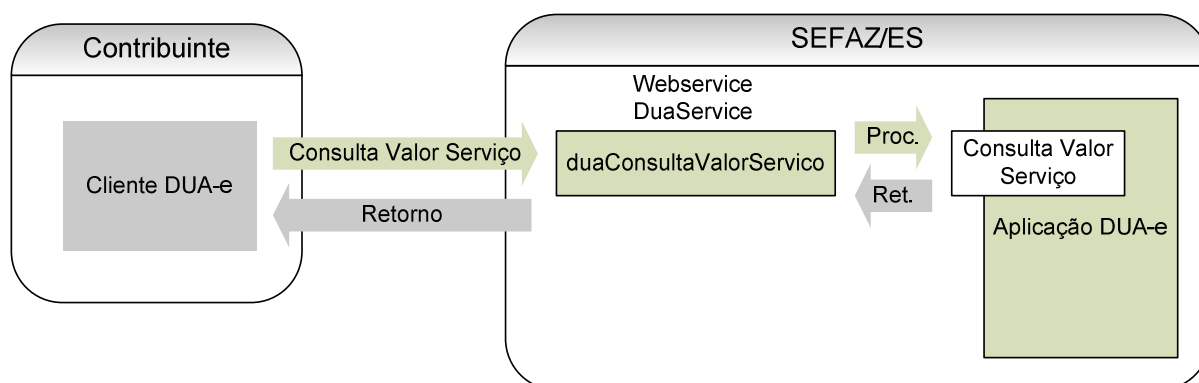 Contribuinte
SEFAZ/ES
Webservice
DuaService
Cliente DUA-e
Consulta Valor Serviço
Retorno
duaConsultaValorServico
Proc.
Ret.
Consulta Valor
Serviço
Aplicação DUA-e